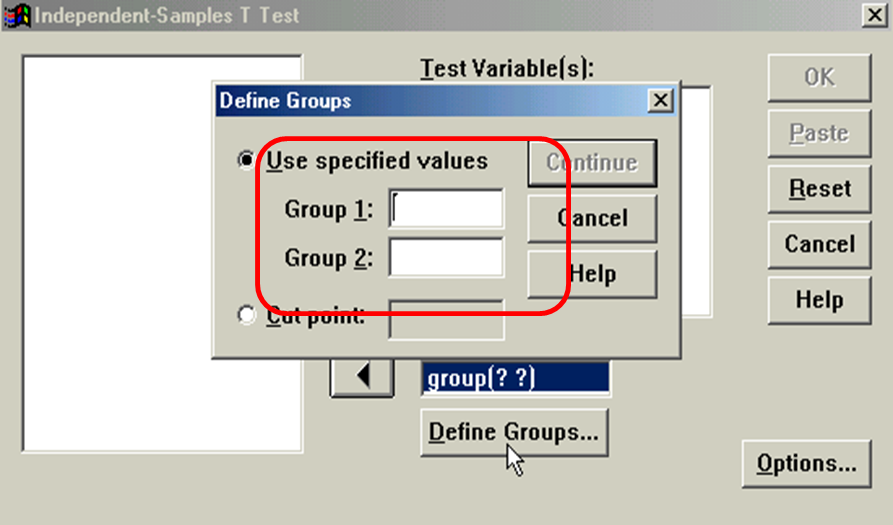 Independent-Samples T Test
Test Variable(s):
OK
Paste
Reset
Cancel
Help
Define Groups
Use specified values
Group 1:
Group 2:
Cut point:
Continue
Cancel
Help
group(? ?)
Define Groups...
Options...